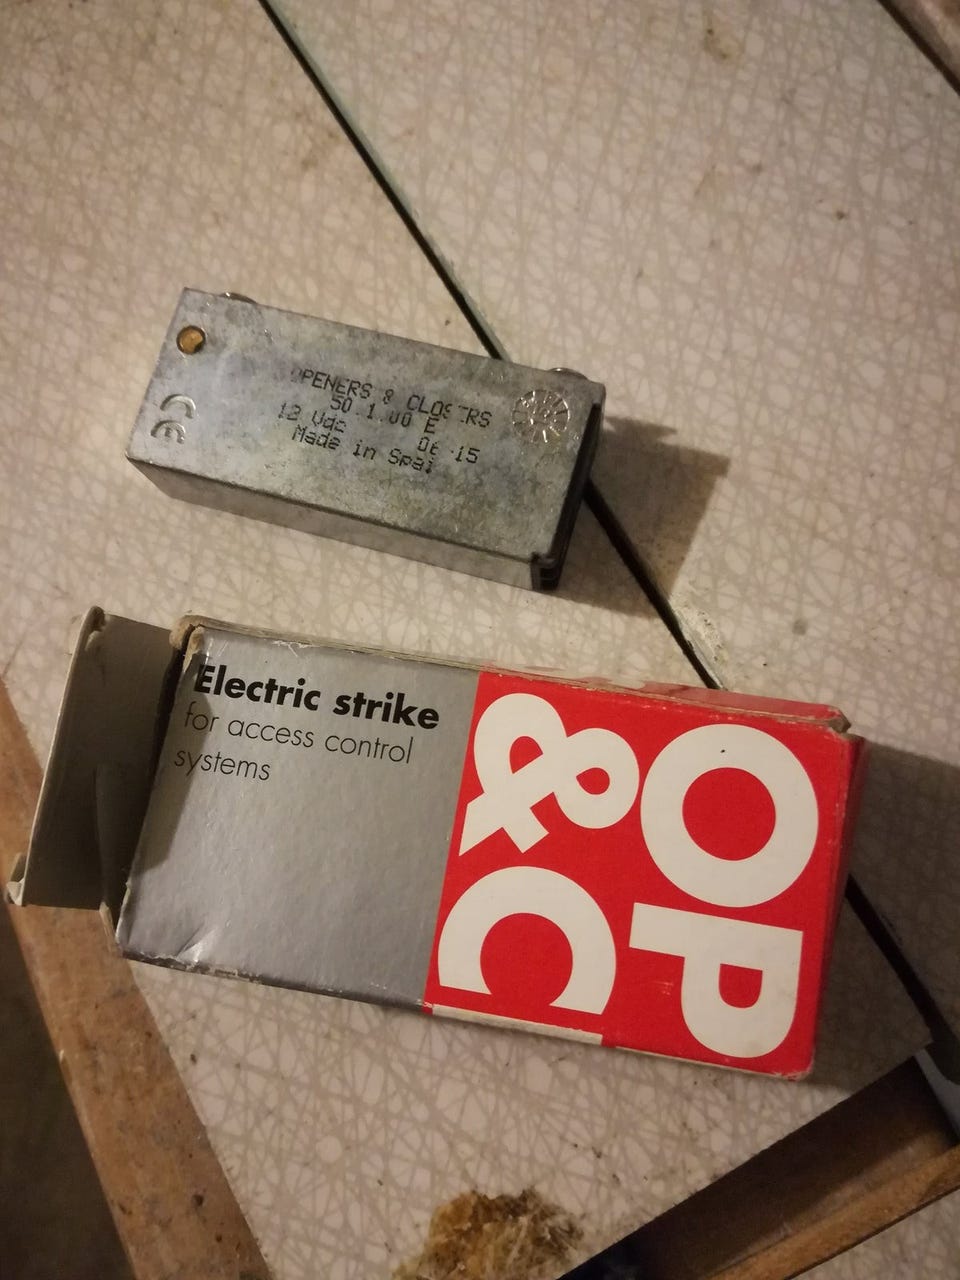 OPENERS & CLOSERS
50.1.00 E
12 Vdc 06 15
Made in Spai
CE
Electric strike
for access control
systems
OP
& C